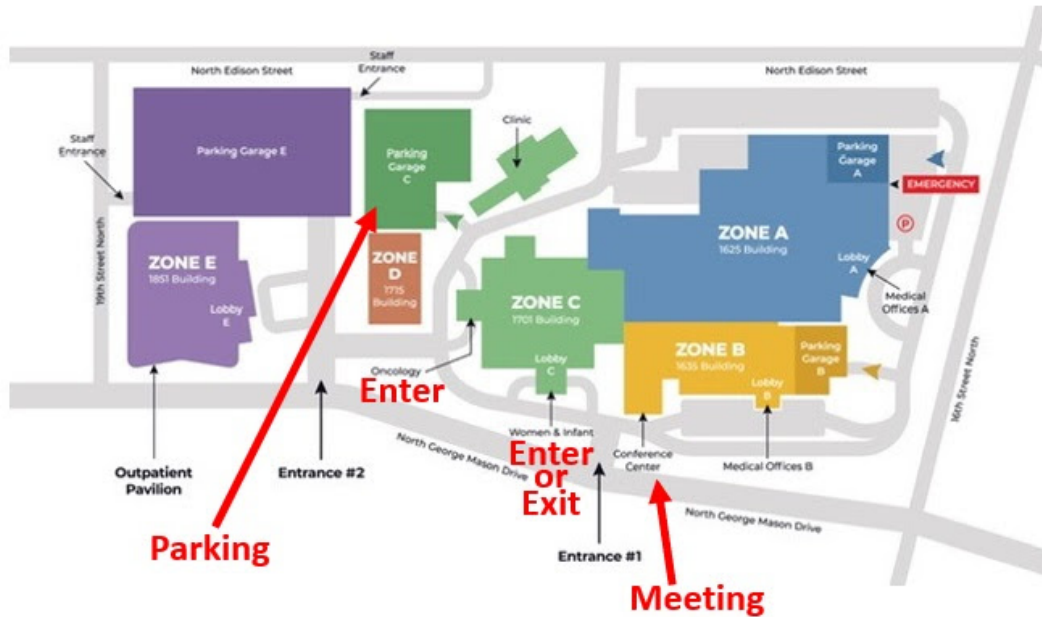 Staff
Entrance
North Edison Street
North Edison Street
Staff
Entrance
Parking Garage E
Parking
Garage
C
Clinic
Parking
Garage
A
EMERGENCY
P
ZONE A
1625 Building
Lobby
A
Medical
Offices A
19th Street North
ZONE E
1851 Building
Lobby
E
ZONE
D
1715
Building
ZONE C
1701 Building
Lobby
C
ZONE B
1635 Building
Lobby
B
Parking
Garage
B
16th Street North
Oncology
Enter
Women & Infant
Enter
or
Exit
Conference
Center
Medical Offices B
Outpatient
Pavilion
Entrance #2
North George Mason Drive
North George Mason Drive
Parking
Entrance #1
Meeting